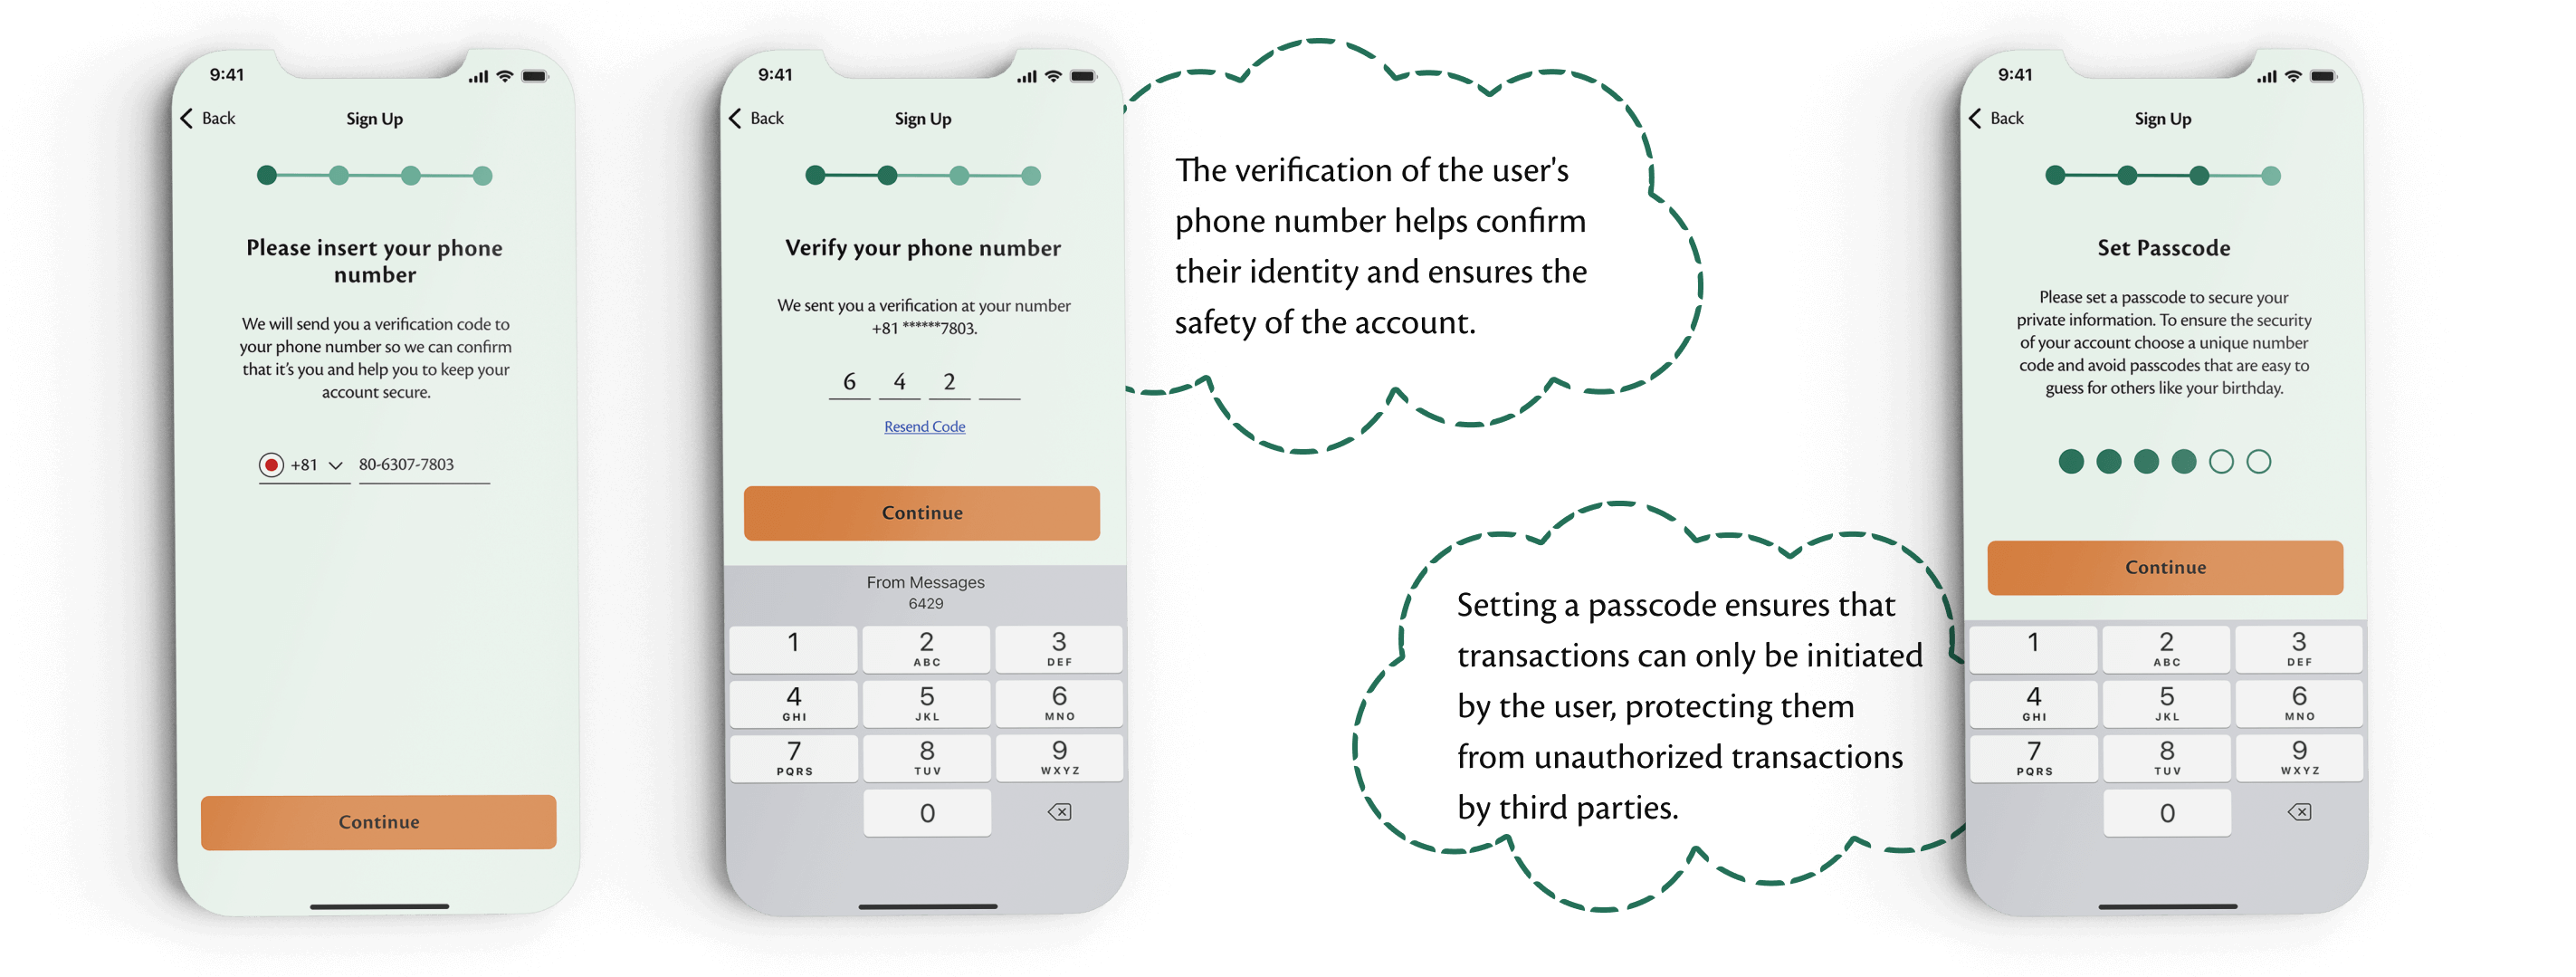 9:41
Back
Sign Up
Please insert your phone
number
We will send you a verification code to
your phone number so we can confirm
that it's you and help you to keep your
account secure.
+81 80-6307-7803
Continue
9:41
Back
Sign Up
Verify your phone number
We sent you a verification at your number
+81 ******7803.
6 4 2
Resend Code
Continue
From Messages
6429
1 2 3
ABC DEF
4 5 6
GHI JKL MNO
7 8 9
PQRS TUV WXYZ
0
The verification of the user's
phone number helps confirm
their identity and ensures the
safety of the account.
Setting a passcode ensures that
transactions can only be initiated
by the user, protecting them
from unauthorized transactions
by third parties.
9:41
Back
Sign Up
Set Passcode
Please set a passcode to secure your
private information. To ensure the security
of your account choose a unique number
code and avoid passcodes that are easy to
guess for others like your birthday.
Continue
1 2 3
ABC DEF
4 5 6
GHI JKL MNO
7 8 9
PQRS TUV WXYZ
0